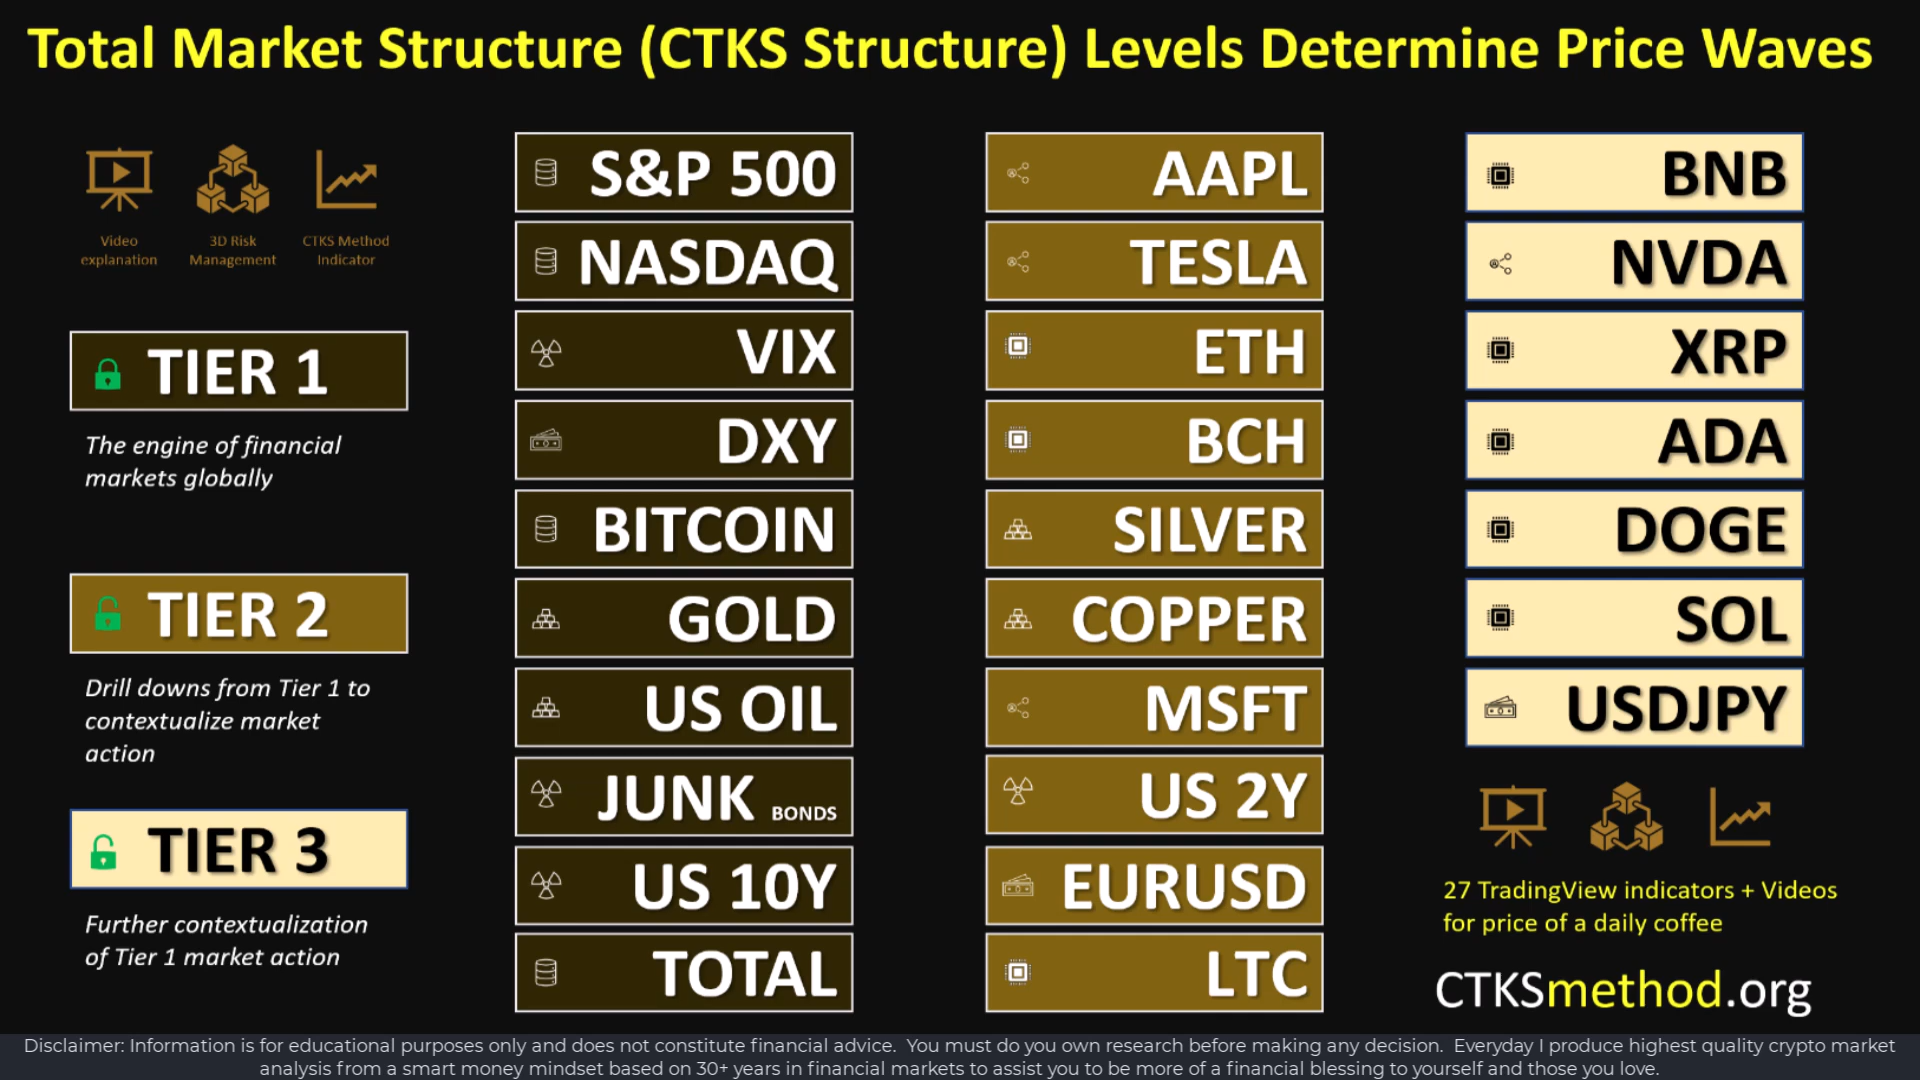 Total Market Structure (CTKS Structure) Levels Determine Price Waves
Video
explanation
3D Risk
Management
CTKS Method
Indicator
TIER 1
The engine of financial
markets globally
TIER 2
Drill downs from Tier 1 to
contextualize market
action
TIER 3
Further contextualization
of Tier 1 market action
S&P 500
NASDAQ
VIX
DXY
BITCOIN
GOLD
US OIL
JUNK BONDS
US 10Y
TOTAL
AAPL
TESLA
ETH
BCH
SILVER
COPPER
MSFT
US 2Y
EURUSD
LTC
BNB
NVDA
XRP
ADA
DOGE
SOL
USDJPY
27 TradingView indicators + Videos
for price of a daily coffee
CTKSmethod.org
Disclaimer: Information is for educational purposes only and does not constitute financial advice.  You must do you own research before making any decision.  Everyday I produce highest quality crypto market
analysis from a smart money mindset based on 30+ years in financial markets to assist you to be more of a financial blessing to yourself and those you love.